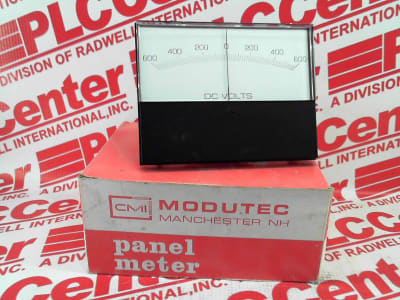 600 400 200 0 200 400 600
DC VOLTS
CMI MODUTEC
MANCHESTER NH
panel
meter
PLCCenter
A DIVISION OF RADWELL INTERNATIONAL, INC.